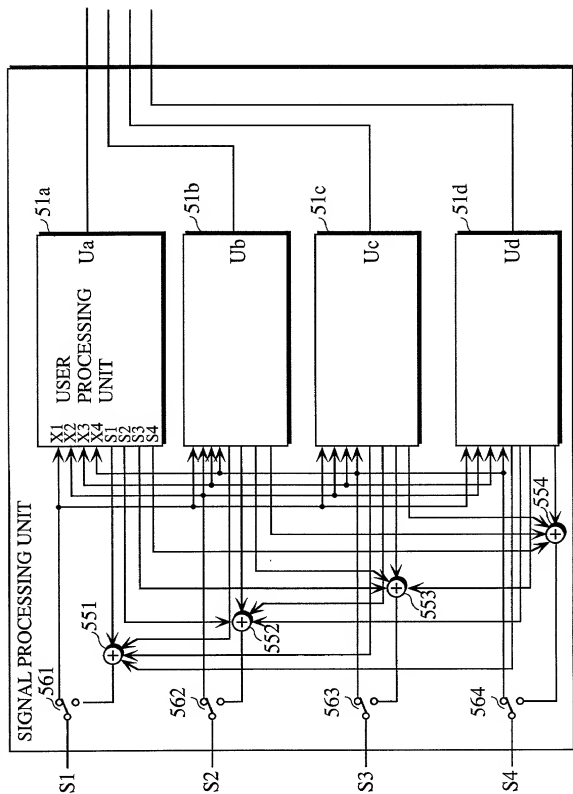 SIGNAL PROCESSING UNIT
S1
561
551
X1
X2
X3
X4
S1
S2
S3
S4
USER
PROCESSING
UNIT
Ua
51a
S2
562
552
Ub
51b
S3
563
553
Uc
51c
S4
564
554
Ud
51d